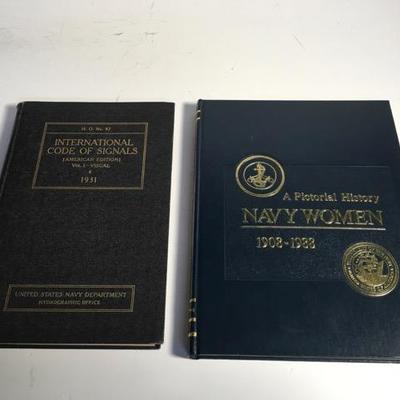 H. O. No. 87
INTERNATIONAL
CODE OF SIGNALS
[AMERICAN EDITION]
VOL. I - VISUAL
1931
UNITED STATES NAVY DEPARTMENT
HYDROGRAPHIC OFFICE
A Pictorial History
NAVY WOMEN
1908-1988